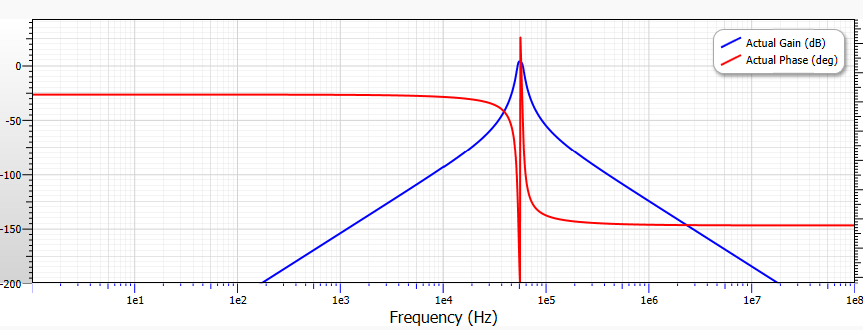 Actual Gain (dB)
Actual Phase (deg)
0
-50
-100
-150
-200
1e1 1e2 1e3 1e4 1e5 1e6 1e7 1e8
Frequency (Hz)